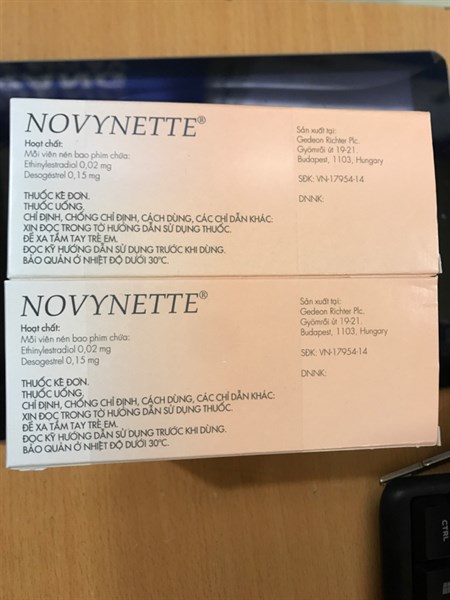 NOVYNETTE®
Hoạt chất:
Mỗi viên nén bao phim chứa:
Ethinylestradiol 0,02 mg
Desogestrel 0,15 mg
THUỐC KÊ ĐƠN.
THUỐC UỐNG.
CHỈ ĐỊNH, CHỐNG CHỈ ĐỊNH, CÁCH DÙNG, CÁC CHỈ DẪN KHÁC:
XIN ĐỌC TRONG TỜ HƯỚNG DẪN SỬ DỤNG THUỐC.
ĐỂ XA TẦM TAY TRẺ EM.
ĐỌC KỸ HƯỚNG DẪN SỬ DỤNG TRƯỚC KHI DÙNG.
BẢO QUẢN Ở NHIỆT ĐỘ DƯỚI 30°C.
Sản xuất tại:
Gedeon Richter Plc.
Gyömrői út 19-21.
Budapest, 1103, Hungary
SĐK: VN-17954-14
DNNK:
NOVYNETTE®
Hoạt chất:
Mỗi viên nén bao phim chứa:
Ethinylestradiol 0,02 mg
Desogestrel 0,15 mg
THUỐC KÊ ĐƠN.
THUỐC UỐNG.
CHỈ ĐỊNH, CHỐNG CHỈ ĐỊNH, CÁCH DÙNG, CÁC CHỈ DẪN KHÁC:
XIN ĐỌC TRONG TỜ HƯỚNG DẪN SỬ DỤNG THUỐC.
ĐỂ XA TẦM TAY TRẺ EM.
ĐỌC KỸ HƯỚNG DẪN SỬ DỤNG TRƯỚC KHI DÙNG.
BẢO QUẢN Ở NHIỆT ĐỘ DƯỚI 30°C.
Sản xuất tại:
Gedeon Richter Plc.
Gyömrői út 19-21.
Budapest, 1103, Hungary
SĐK: VN-17954-14
DNNK:
CTRL